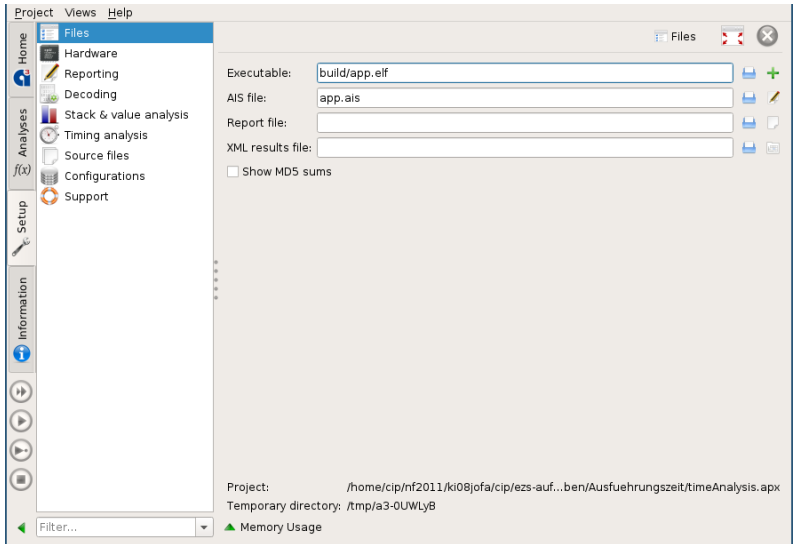 Project Views Help
Home
Analyses
f(x)
Setup
Information
Files
Hardware
Reporting
Decoding
Stack & value analysis
Timing analysis
Source files
Configurations
Support
Filter...
Files
Executable: build/app.elf
AIS file: app.ais
Report file:
XML results file:
Show MD5 sums
Project: /home/cip/nf2011/ki08jofa/cip/ezs-auf...ben/Ausfuehrungszeit/timeAnalysis.apx
Temporary directory: /tmp/a3-0UWLyB
Memory Usage